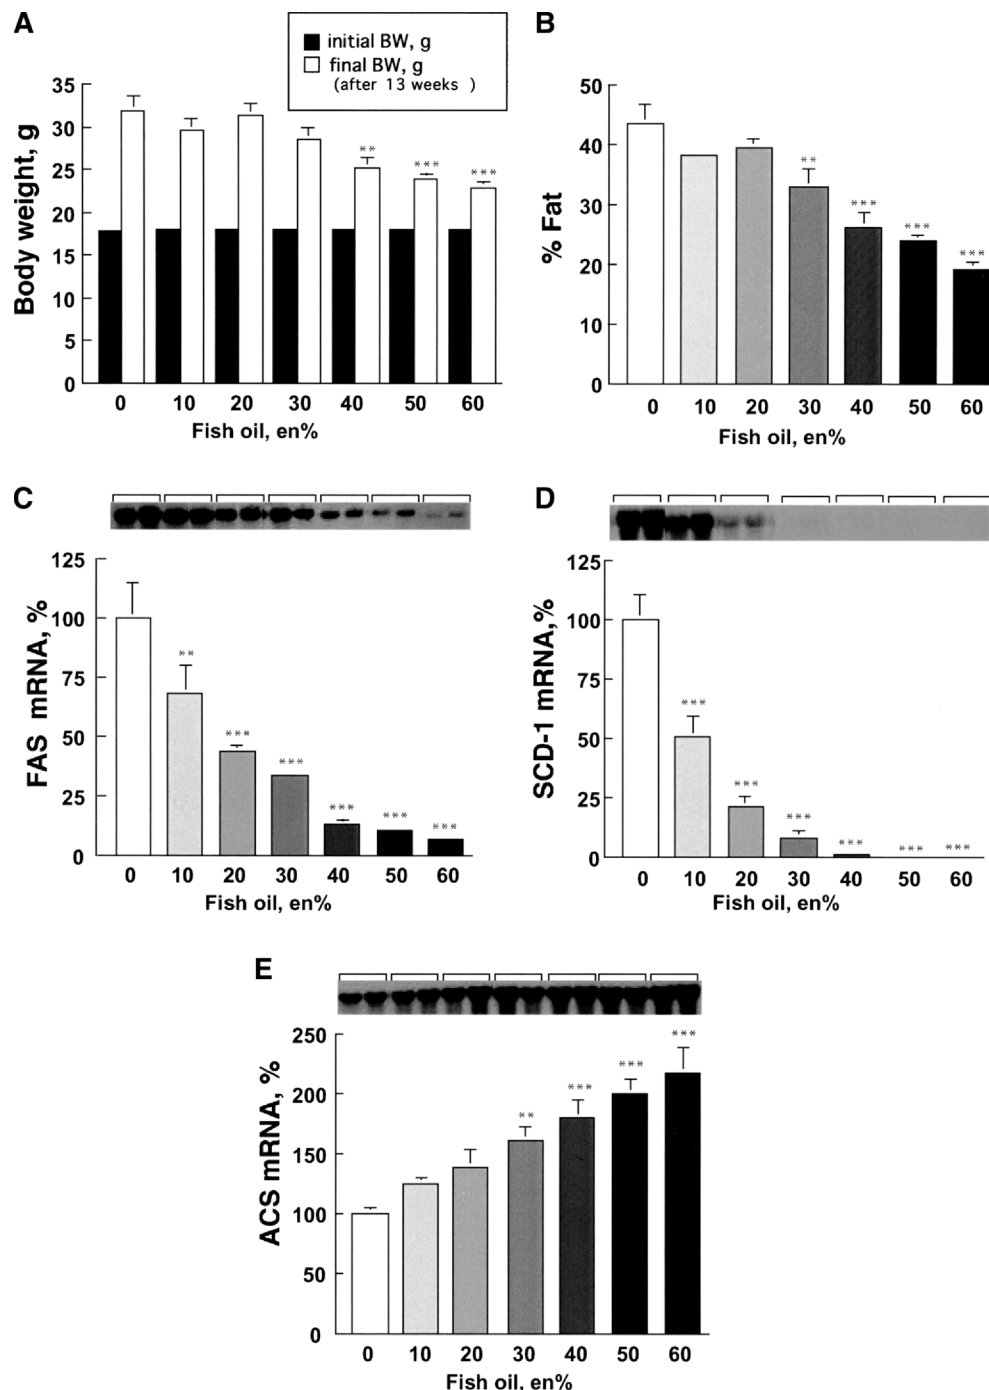 A
initial BW, g
final BW, g
(after 13 weeks )
Body weight, g
35
30
25
20
15
10
5
0
** *** ***
0 10 20 30 40 50 60
Fish oil, en%
B
% Fat
50
40
30
20
10
0
** *** *** ***
0 10 20 30 40 50 60
Fish oil, en%
C
FAS mRNA, %
125
100
75
50
25
0
** *** *** *** *** ***
0 10 20 30 40 50 60
Fish oil, en%
D
SCD-1 mRNA,%
125
100
75
50
25
0
*** *** *** *** *** ***
0 10 20 30 40 50 60
Fish oil, en%
E
ACS mRNA, %
250
200
150
100
50
0
** *** *** ***
0 10 20 30 40 50 60
Fish oil, en%